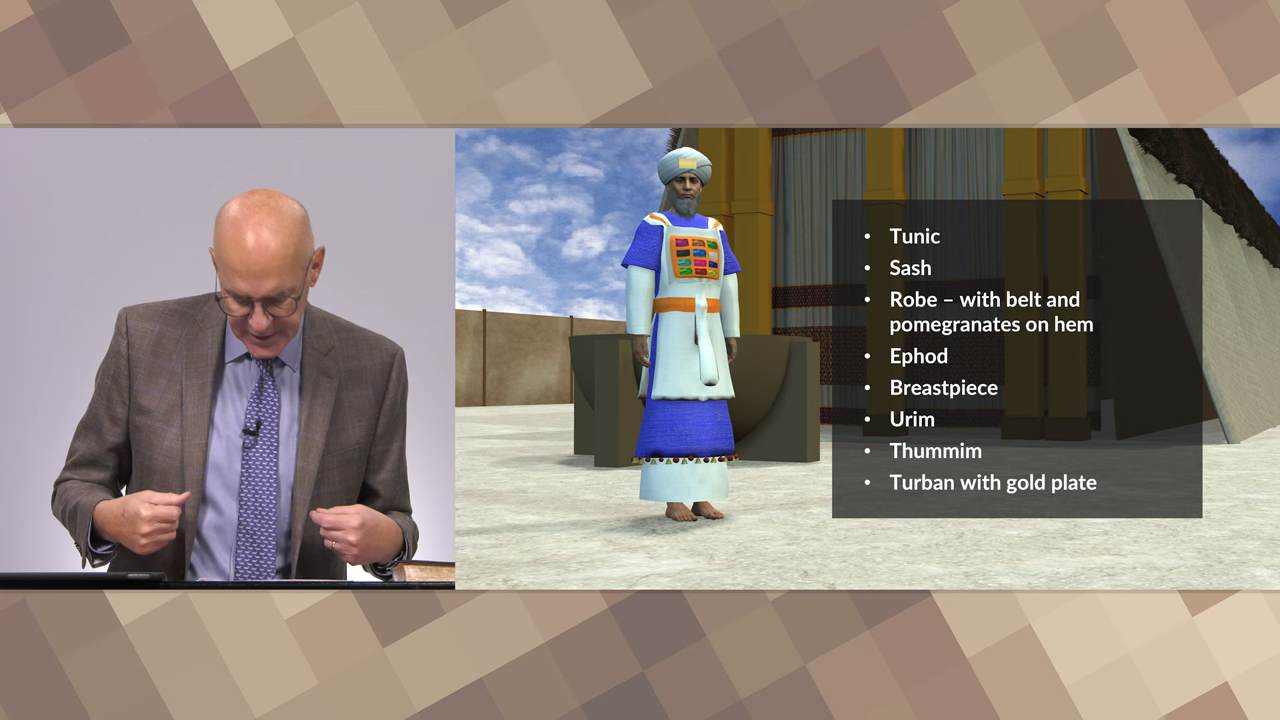 • Tunic
• Sash
• Robe – with belt and
pomegranates on hem
• Ephod
• Breastpiece
• Urim
• Thummim
• Turban with gold plate